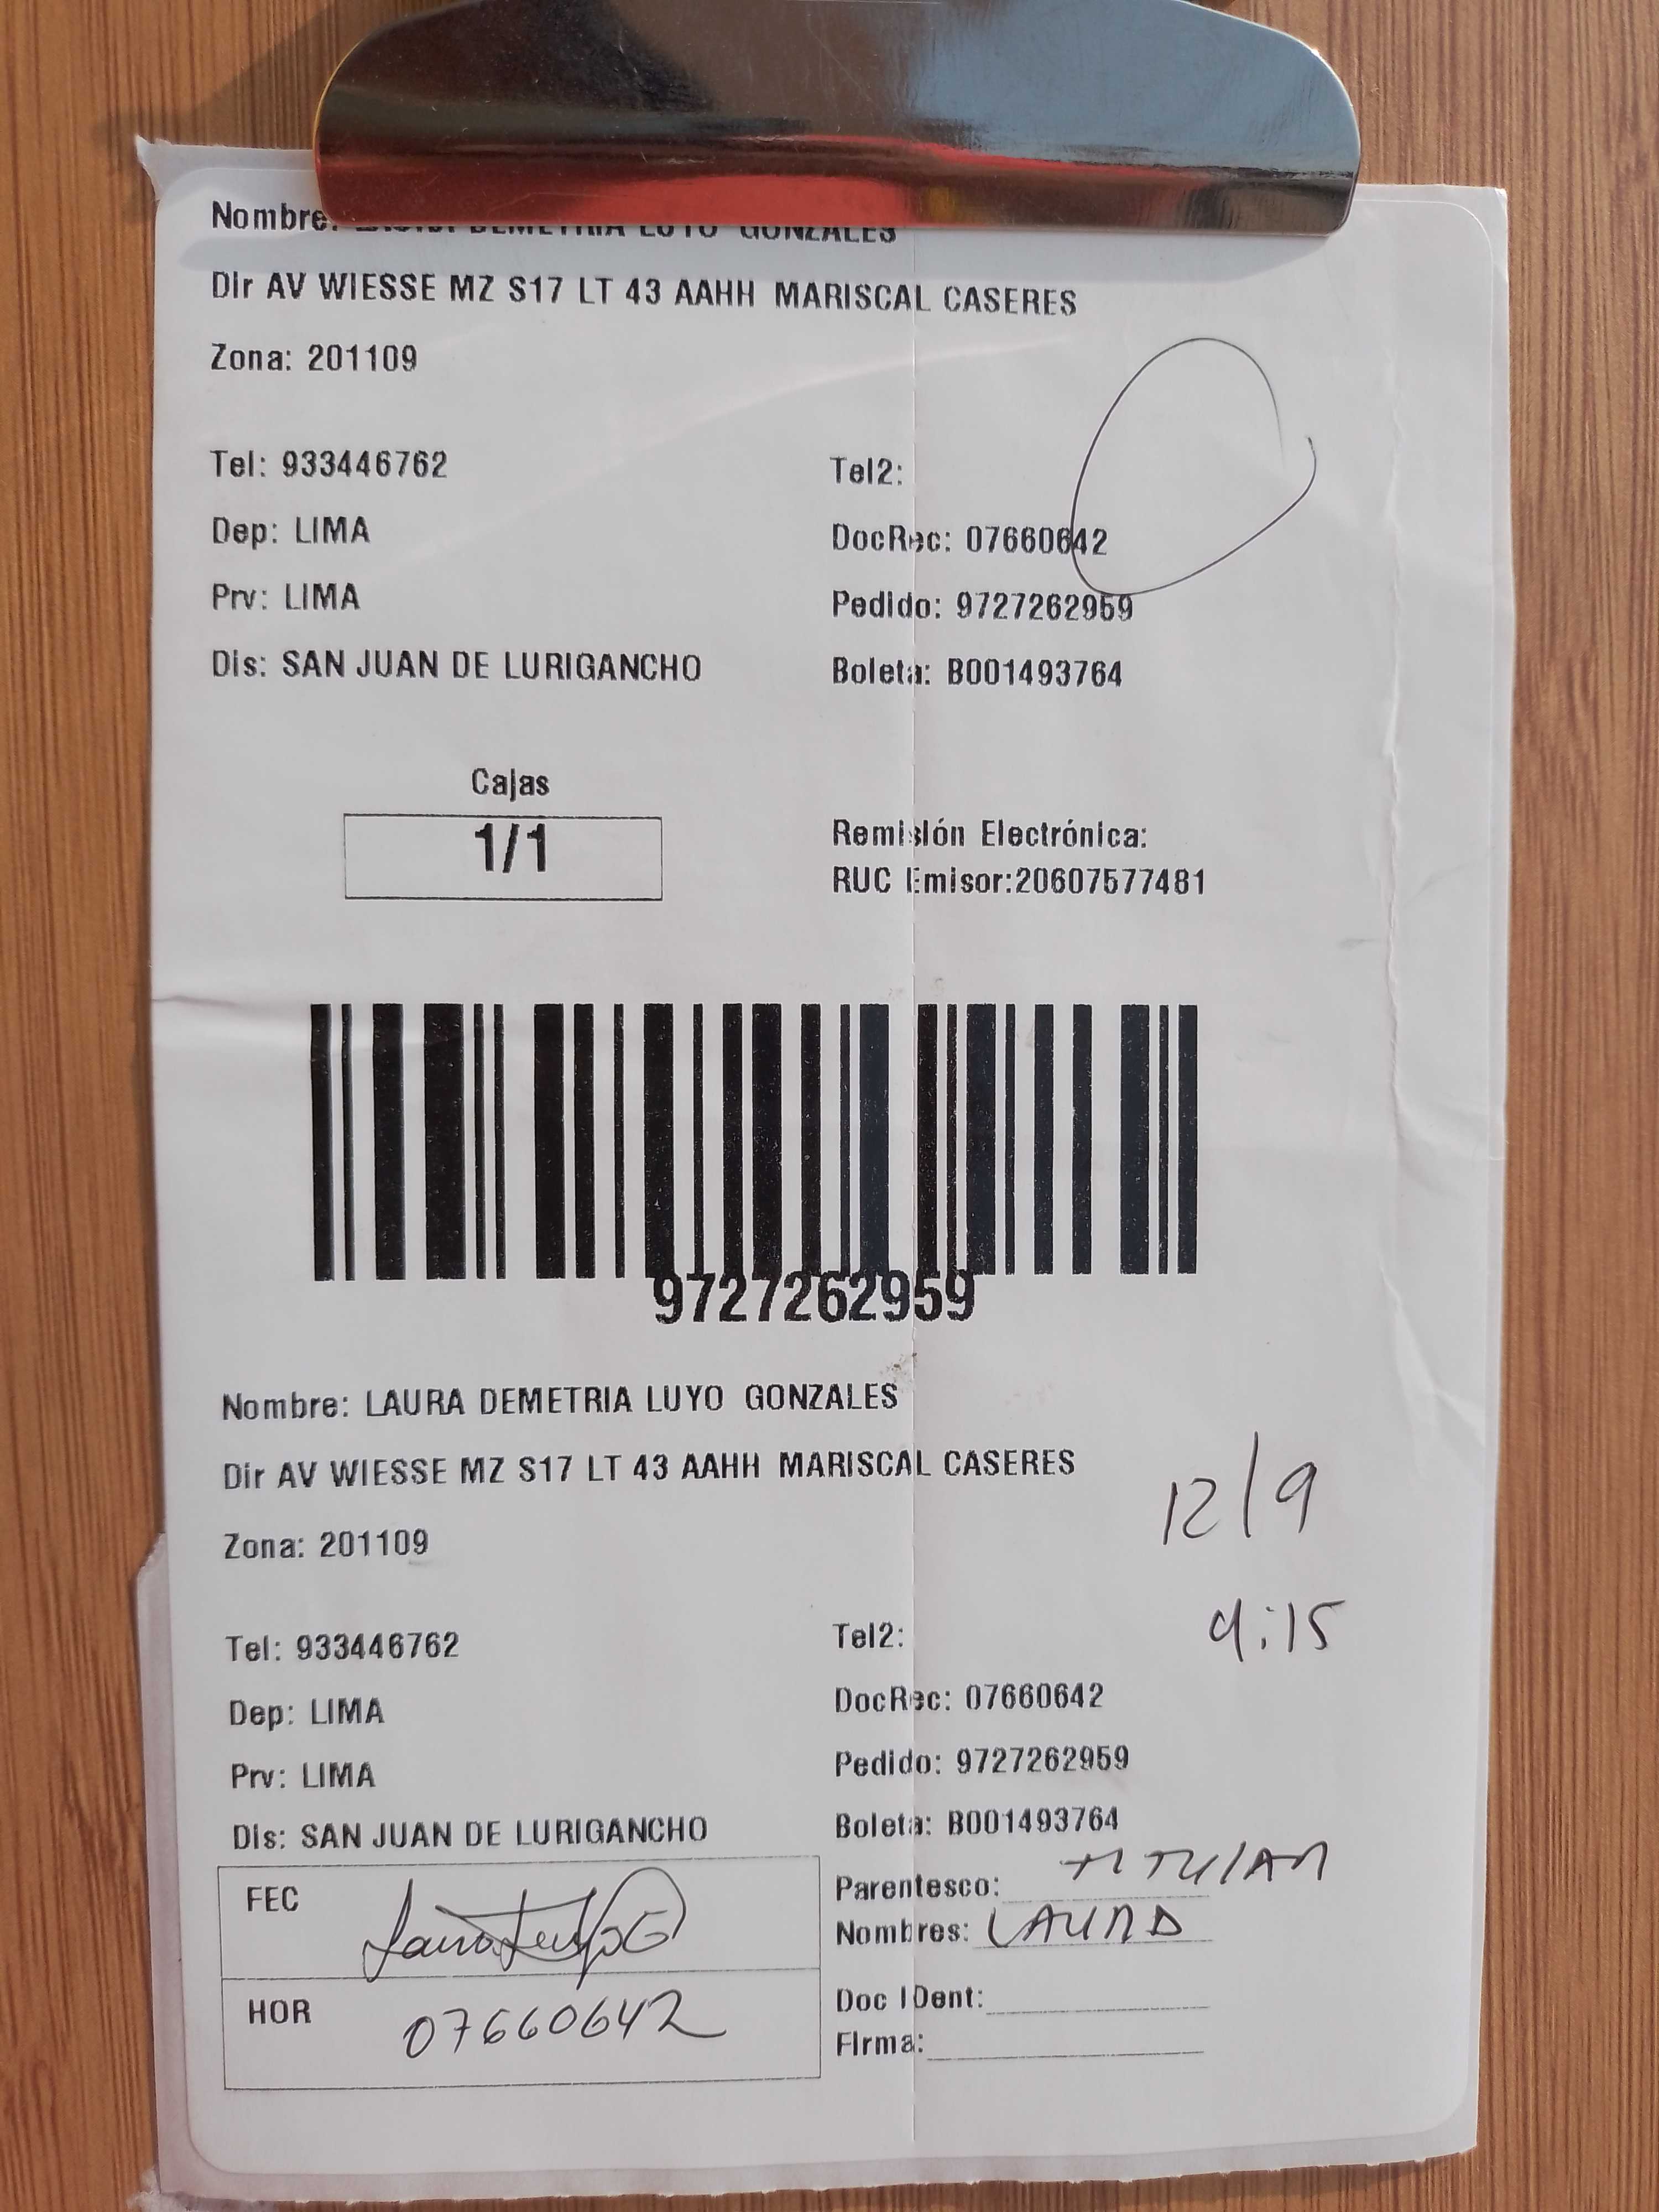 Nombre: DEMETRIA LUYO GONZALES
Dir AV WIESSE MZ S17 LT 43 AAHH MARISCAL CASERES
Zona: 201109
Tel: 933446762 Tel2:
Dep: LIMA DocRec: 07660642
Prv: LIMA Pedido: 9727262959
Dis: SAN JUAN DE LURIGANCHO Boleta: B001493764
Cajas
1/1
Remisión Electrónica:
RUC Emisor:20607577481
9727262959
Nombre: LAURA DEMETRIA LUYO GONZALES
Dir AV WIESSE MZ S17 LT 43 AAHH MARISCAL CASERES
12/9
Zona: 201109
9:15
Tel: 933446762 Tel2:
Dep: LIMA DocRec: 07660642
Prv: LIMA Pedido: 9727262959
Dis: SAN JUAN DE LURIGANCHO Boleta: B001493764
FEC
Parentesco: TITULAR
Nombres: LAURA
HOR 07660642
Doc IDent:
Firma: